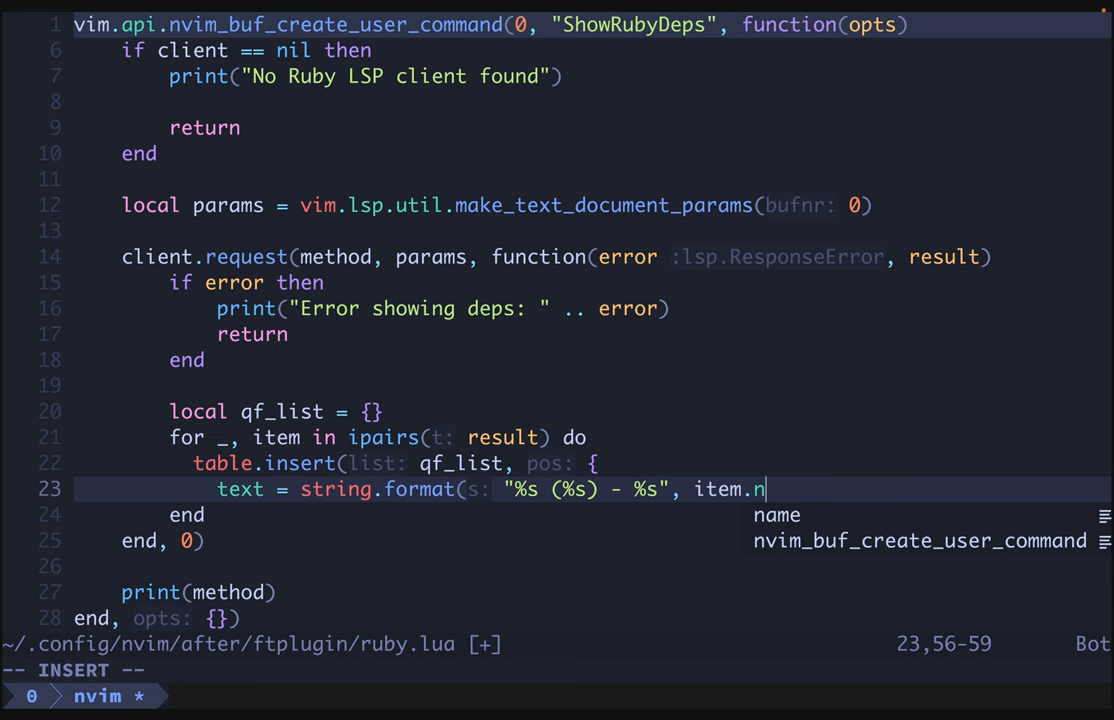 1 vim.api.nvim_buf_create_user_command(0, "ShowRubyDeps", function(opts)
6 if client == nil then
7 print("No Ruby LSP client found")
8
9 return
10 end
11
12 local params = vim.lsp.util.make_text_document_params(bufnr: 0)
13
14 client.request(method, params, function(error :lsp.ResponseError, result)
15 if error then
16 print("Error showing deps: " .. error)
17 return
18 end
19
20 local qf_list = {}
21 for _, item in ipairs(t: result) do
22 table.insert(list: qf_list, pos: {
23 text = string.format(s: "%s (%s) - %s", item.n
24 end
name
25 end, 0)
nvim_buf_create_user_command
26
27 print(method)
28 end, opts: {})
~/.config/nvim/after/ftplugin/ruby.lua [+] 23,56-59 Bot
-- INSERT --
0 nvim *